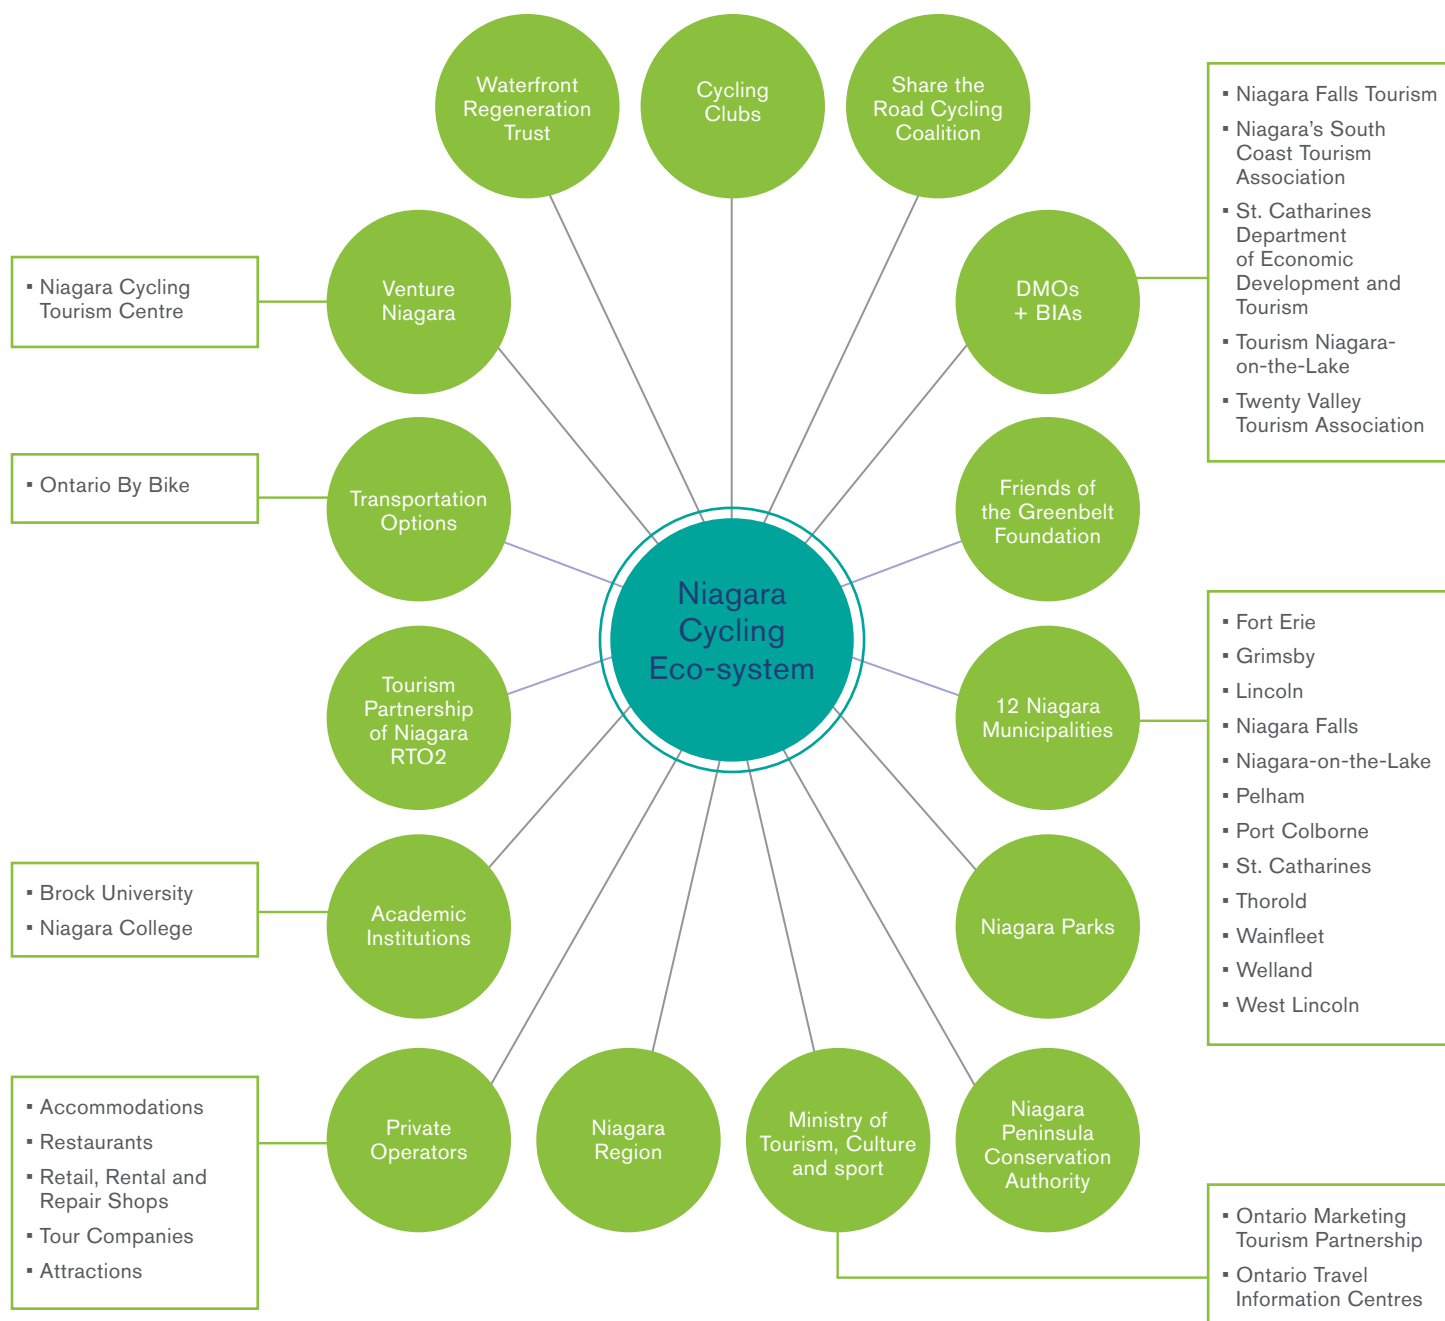 Waterfront
Regeneration
Trust
Cycling
Clubs
Share the
Road Cycling
Coalition
▪ Niagara Falls Tourism
▪ Niagara’s South
Coast Tourism
Association
▪ St. Catharines
Department
of Economic
Development and
Tourism
▪ Tourism Niagara-
on-the-Lake
▪ Twenty Valley
Tourism Association
▪ Niagara Cycling
Tourism Centre
Venture
Niagara
DMOs
+ BIAs
▪ Ontario By Bike
Transportation
Options
Friends of
the Greenbelt
Foundation
Niagara
Cycling
Eco-system
Tourism
Partnership
of Niagara
RTO2
12 Niagara
Municipalities
▪ Fort Erie
▪ Grimsby
▪ Lincoln
▪ Niagara Falls
▪ Niagara-on-the-Lake
▪ Pelham
▪ Port Colborne
▪ St. Catharines
▪ Thorold
▪ Wainfleet
▪ Welland
▪ West Lincoln
▪ Brock University
▪ Niagara College
Academic
Institutions
Niagara Parks
▪ Accommodations
▪ Restaurants
▪ Retail, Rental and
Repair Shops
▪ Tour Companies
▪ Attractions
Private
Operators
Niagara
Region
Ministry of
Tourism, Culture
and sport
Niagara
Peninsula
Conservation
Authority
▪ Ontario Marketing
Tourism Partnership
▪ Ontario Travel
Information Centres